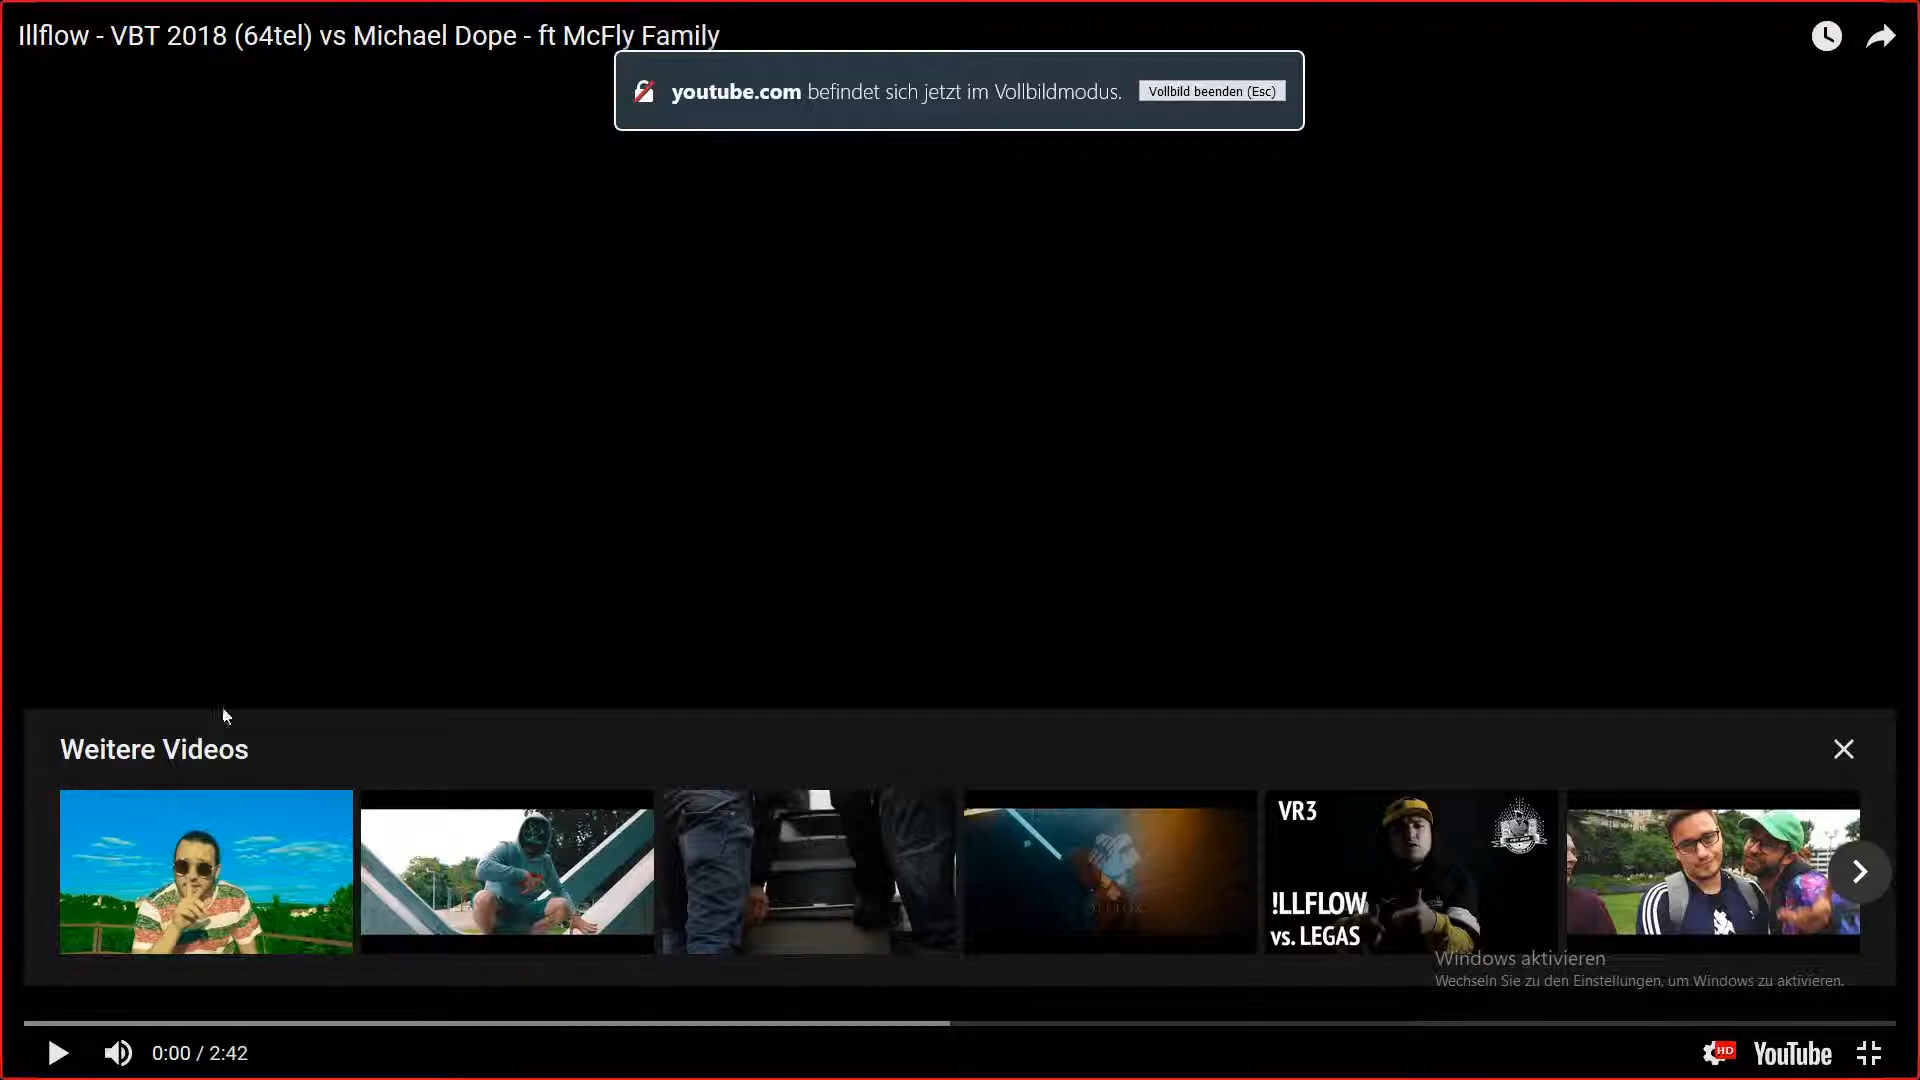 Illflow - VBT 2018 (64tel) vs Michael Dope - ft McFly Family
youtube.com befindet sich jetzt im Vollbildmodus. Vollbild beenden (Esc)
Weitere Videos
VR3
!LLFLOW
vs. LEGAS
Windows aktivieren
Wechseln Sie zu den Einstellungen, um Windows zu aktivieren.
0:00 / 2:42
HD
YouTube